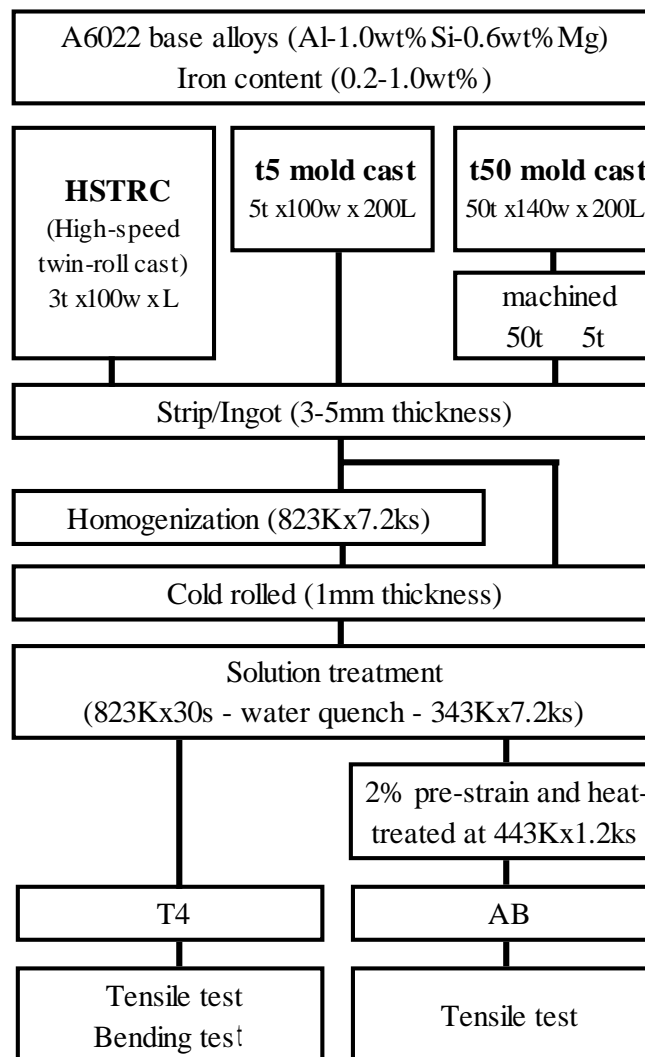 A6022 base alloys (Al-1.0wt%Si-0.6wt%Mg)
Iron content (0.2-1.0wt%)
HSTRC
(High-speed
twin-roll cast)
3t x100w x L
t5 mold cast
5t x100w x 200L
t50 mold cast
50t x140w x 200L
machined
50t 5t
Strip/Ingot (3-5mm thickness)
Homogenization (823Kx7.2ks)
Cold rolled (1mm thickness)
Solution treatment
(823Kx30s - water quench - 343Kx7.2ks)
2% pre-strain and heat-
treated at 443Kx1.2ks
T4
AB
Tensile test
Bending test
Tensile test